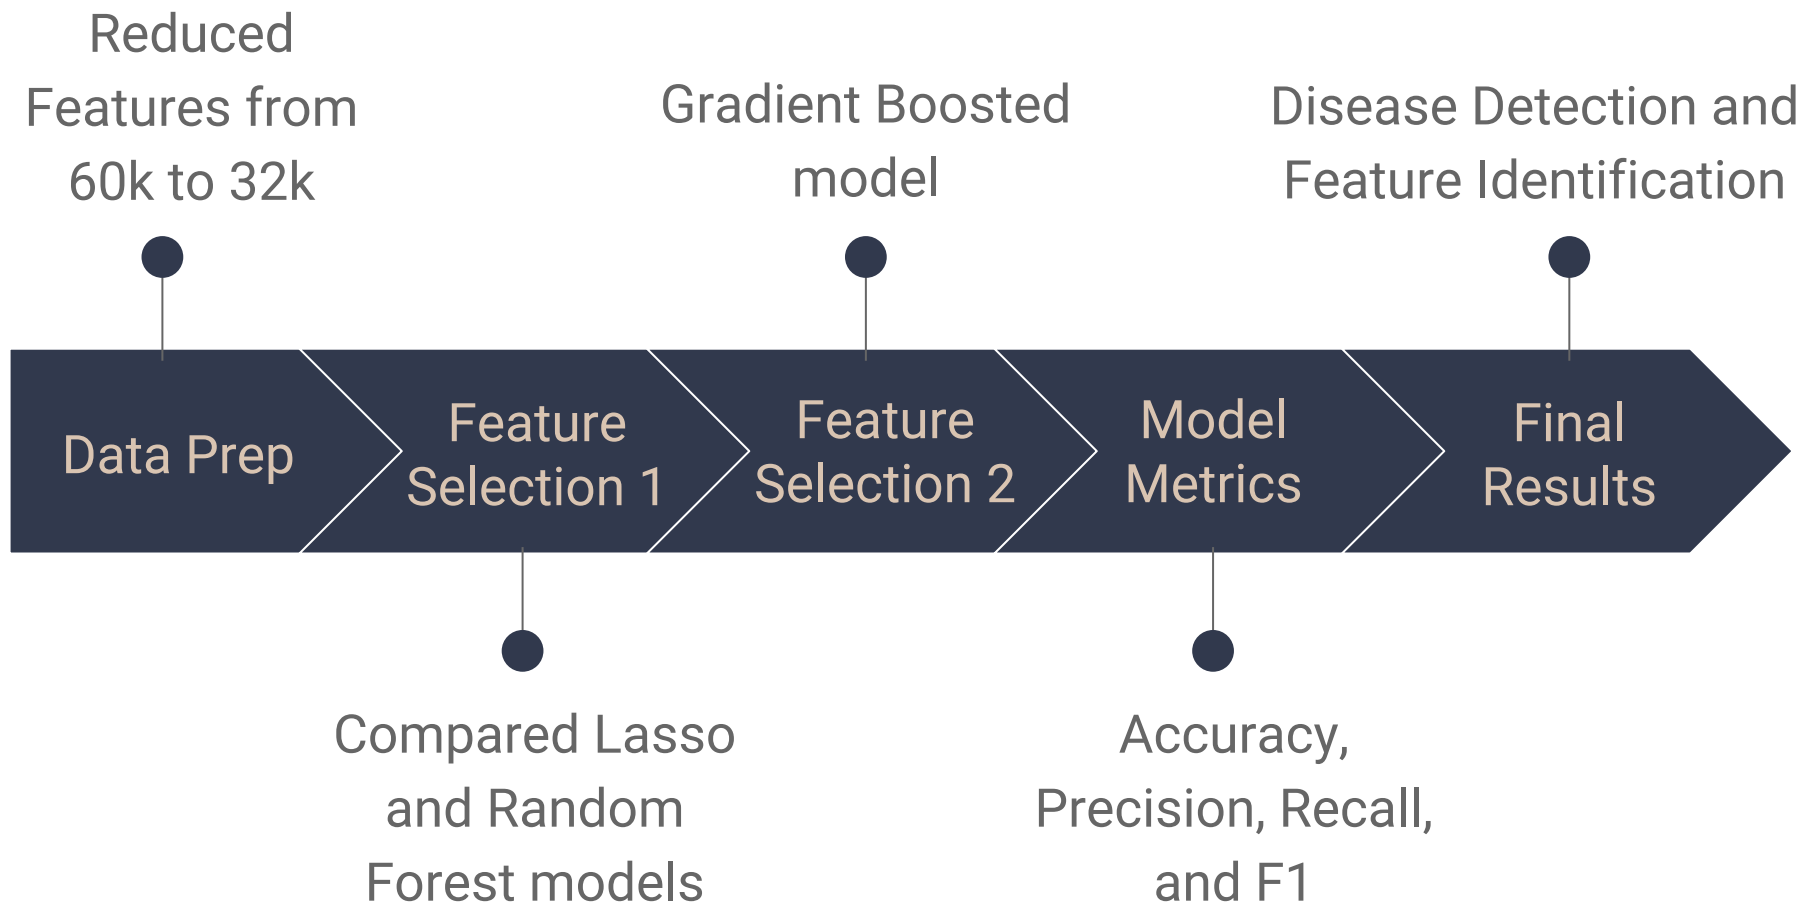 Reduced
Features from
60k to 32k
Gradient Boosted
model
Disease Detection and
Feature Identification
Data Prep
Feature
Selection 1
Feature
Selection 2
Model
Metrics
Final
Results
Compared Lasso
and Random
Forest models
Accuracy,
Precision, Recall,
and F1